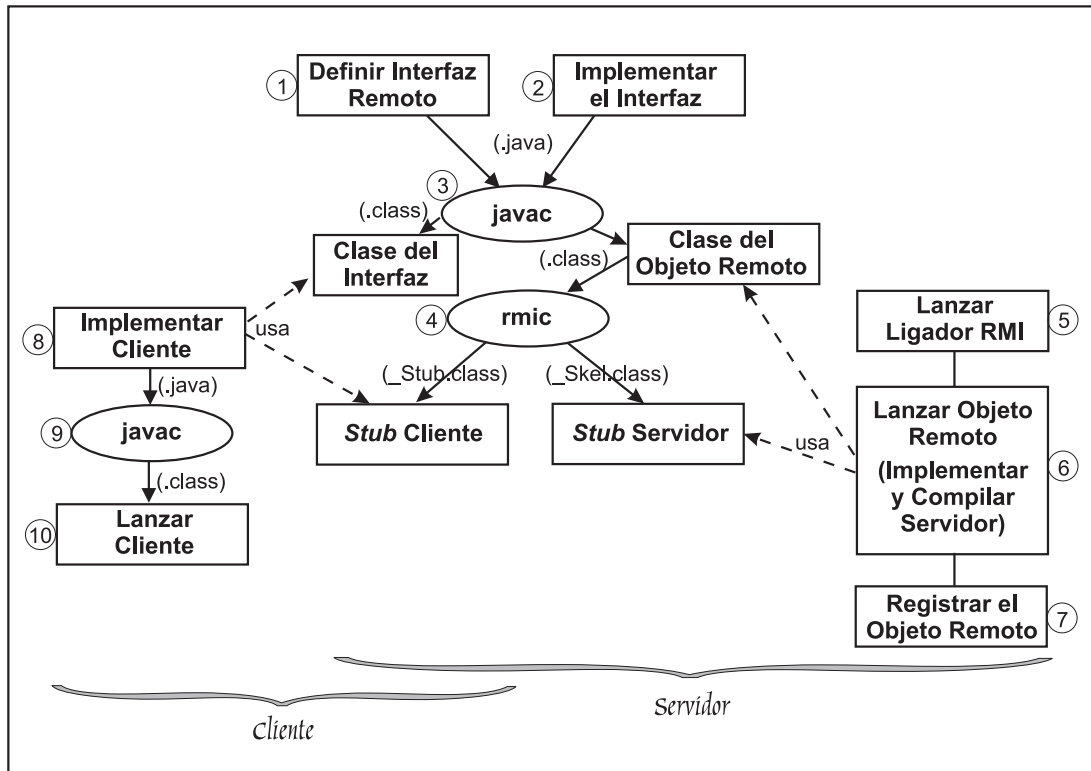 1
Definir Interfaz
Remoto
2
Implementar
el Interfaz
(.java)
3
javac
(.class)
Clase del
Interfaz
(.class)
Clase del
Objeto Remoto
4
rmic
(_Stub.class)
(_Skel.class)
Stub Cliente
Stub Servidor
5
Lanzar
Ligador RMI
6
Lanzar Objeto
Remoto
(Implementar
y Compilar
Servidor)
usa
7
Registrar el
Objeto Remoto
8
Implementar
Cliente
usa
(.java)
9
javac
(.class)
10
Lanzar
Cliente
Cliente
Servidor